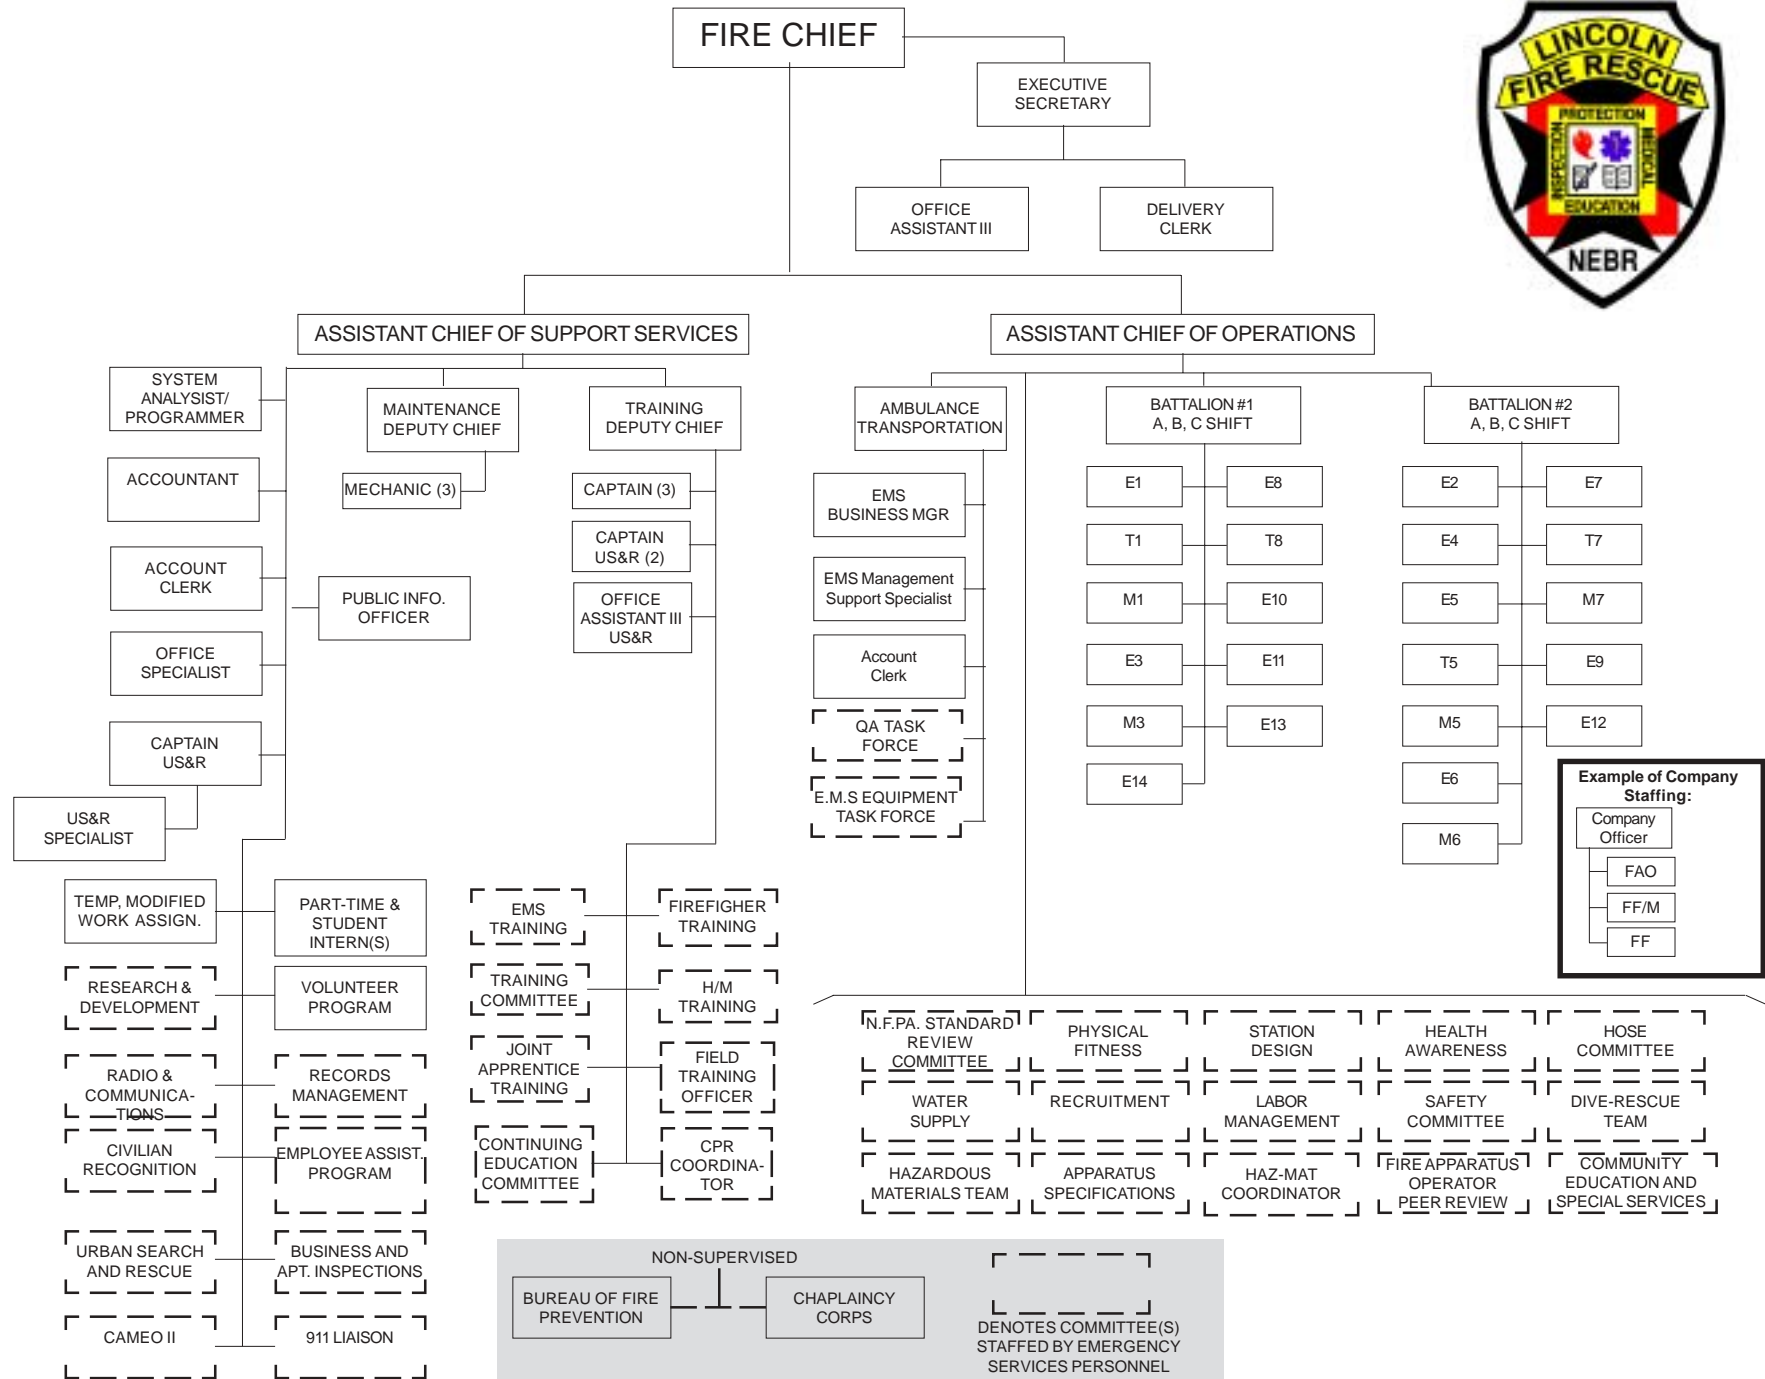 FIRE CHIEF
EXECUTIVE
SECRETARY
OFFICE
ASSISTANT III
DELIVERY
CLERK
LINCOLN
FIRE RESCUE
PROTECTION
INSPECTION
MEDICAL
EDUCATION
NEBR
ASSISTANT CHIEF OF SUPPORT SERVICES
ASSISTANT CHIEF OF OPERATIONS
SYSTEM
ANALYSIST/
PROGRAMMER
ACCOUNTANT
ACCOUNT
CLERK
OFFICE
SPECIALIST
CAPTAIN
US&R
US&R
SPECIALIST
MAINTENANCE
DEPUTY CHIEF
MECHANIC (3)
PUBLIC INFO.
OFFICER
TRAINING
DEPUTY CHIEF
CAPTAIN (3)
CAPTAIN
US&R (2)
OFFICE
ASSISTANT III
US&R
AMBULANCE
TRANSPORTATION
EMS
BUSINESS MGR
EMS Management
Support Specialist
Account
Clerk
QA TASK
FORCE
E.M.S EQUIPMENT
TASK FORCE
BATTALION #1
A, B, C SHIFT
E1
E8
T1
T8
M1
E10
E3
E11
M3
E13
E14
BATTALION #2
A, B, C SHIFT
E2
E7
E4
T7
E5
M7
T5
E9
M5
E12
E6
M6
Example of Company
Staffing:
Company
Officer
FAO
FF/M
FF
TEMP, MODIFIED
WORK ASSIGN.
PART-TIME &
STUDENT
INTERN(S)
RESEARCH &
DEVELOPMENT
VOLUNTEER
PROGRAM
RADIO &
COMMUNICA-
TIONS
RECORDS
MANAGEMENT
CIVILIAN
RECOGNITION
EMPLOYEE ASSIST.
PROGRAM
URBAN SEARCH
AND RESCUE
BUSINESS AND
APT. INSPECTIONS
CAMEO II
911 LIAISON
EMS
TRAINING
FIREFIGHER
TRAINING
TRAINING
COMMITTEE
H/M
TRAINING
JOINT
APPRENTICE
TRAINING
FIELD
TRAINING
OFFICER
CONTINUING
EDUCATION
COMMITTEE
CPR
COORDINA-
TOR
N.F.PA. STANDARD
REVIEW
COMMITTEE
PHYSICAL
FITNESS
STATION
DESIGN
HEALTH
AWARENESS
HOSE
COMMITTEE
WATER
SUPPLY
RECRUITMENT
LABOR
MANAGEMENT
SAFETY
COMMITTEE
DIVE-RESCUE
TEAM
HAZARDOUS
MATERIALS TEAM
APPARATUS
SPECIFICATIONS
HAZ-MAT
COORDINATOR
FIRE APPARATUS
OPERATOR
PEER REVIEW
COMMUNITY
EDUCATION AND
SPECIAL SERVICES
NON-SUPERVISED
BUREAU OF FIRE
PREVENTION
CHAPLAINCY
CORPS
DENOTES COMMITTEE(S)
STAFFED BY EMERGENCY
SERVICES PERSONNEL